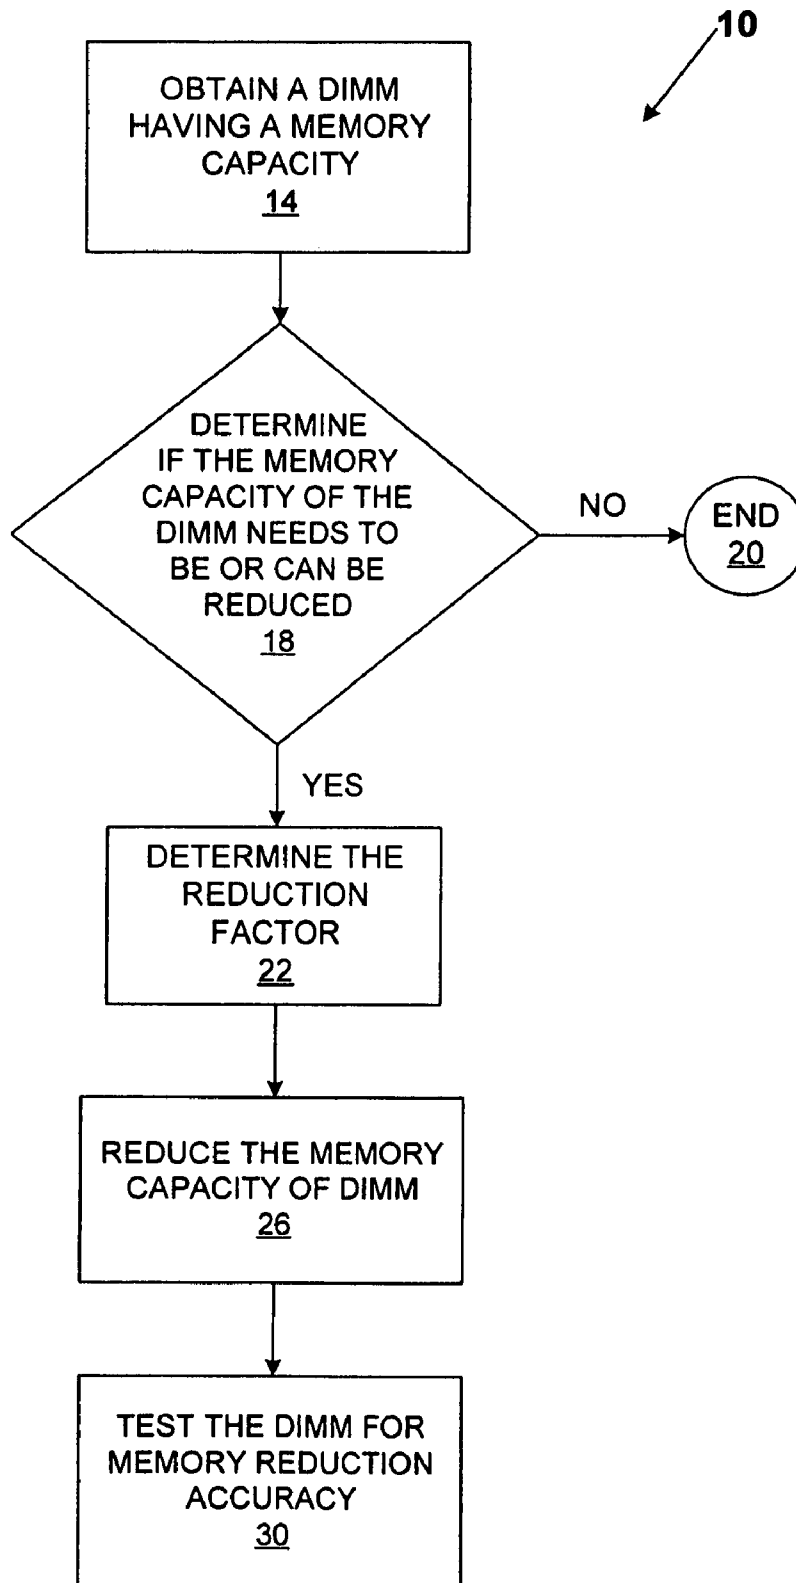 10
OBTAIN A DIMM
HAVING A MEMORY
CAPACITY
14
DETERMINE
IF THE MEMORY
CAPACITY OF THE
DIMM NEEDS TO
BE OR CAN BE
REDUCED
18
NO
END
20
YES
DETERMINE THE
REDUCTION
FACTOR
22
REDUCE THE MEMORY
CAPACITY OF DIMM
26
TEST THE DIMM FOR
MEMORY REDUCTION
ACCURACY
30